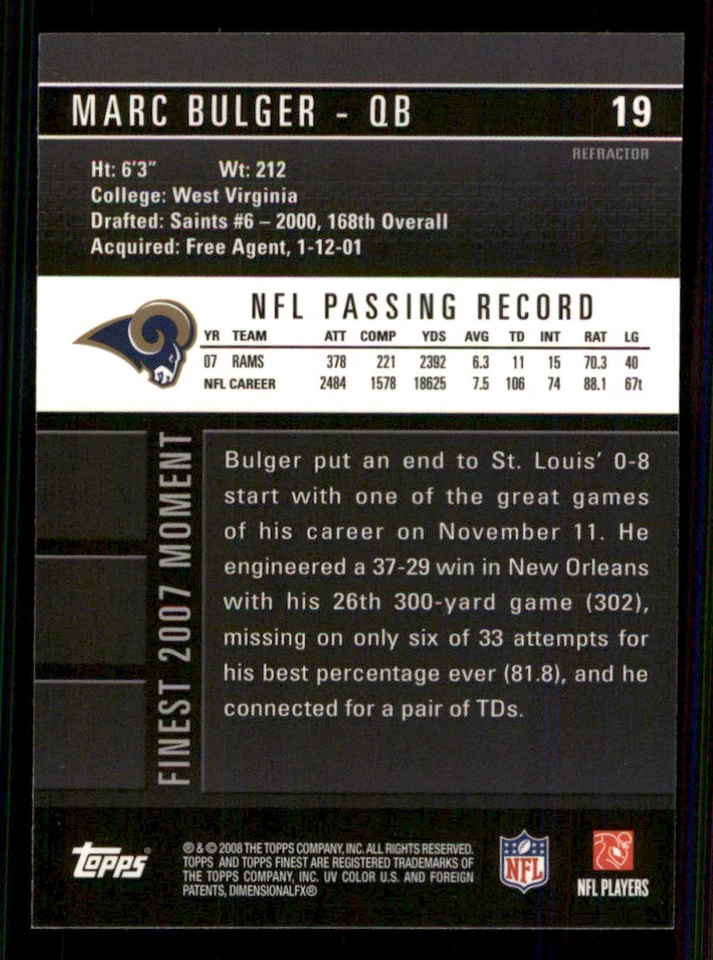 MARC BULGER - QB 19
REFRACTOR
Ht: 6'3" Wt: 212
College: West Virginia
Drafted: Saints #6 – 2000, 168th Overall
Acquired: Free Agent, 1-12-01
NFL PASSING RECORD
YR TEAM ATT COMP YDS AVG TD INT RAT LG
07 RAMS 378 221 2392 6.3 11 15 70.3 40
NFL CAREER 2484 1578 18625 7.5 106 74 88.1 67t
FINEST 2007 MOMENT
Bulger put an end to St. Louis' 0-8
start with one of the great games
of his career on November 11. He
engineered a 37-29 win in New Orleans
with his 26th 300-yard game (302),
missing on only six of 33 attempts for
his best percentage ever (81.8), and he
connected for a pair of TDs.
TOPPS
® & © 2008 THE TOPPS COMPANY, INC. ALL RIGHTS RESERVED.
TOPPS AND TOPPS FINEST ARE REGISTERED TRADEMARKS OF
THE TOPPS COMPANY, INC. UV COLOR U.S. AND FOREIGN
PATENTS, DIMENSIONALFX®
NFL
NFL PLAYERS